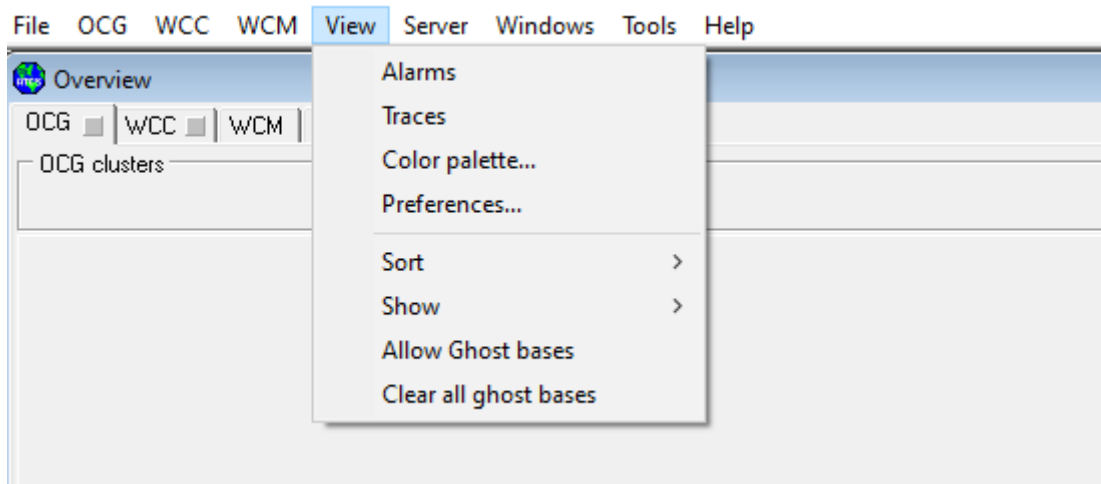 File OCG WCC WCM View Server Windows Tools Help
Overview
OCG WCC WCM
OCG clusters
Alarms
Traces
Color palette...
Preferences...
Sort
Show
Allow Ghost bases
Clear all ghost bases